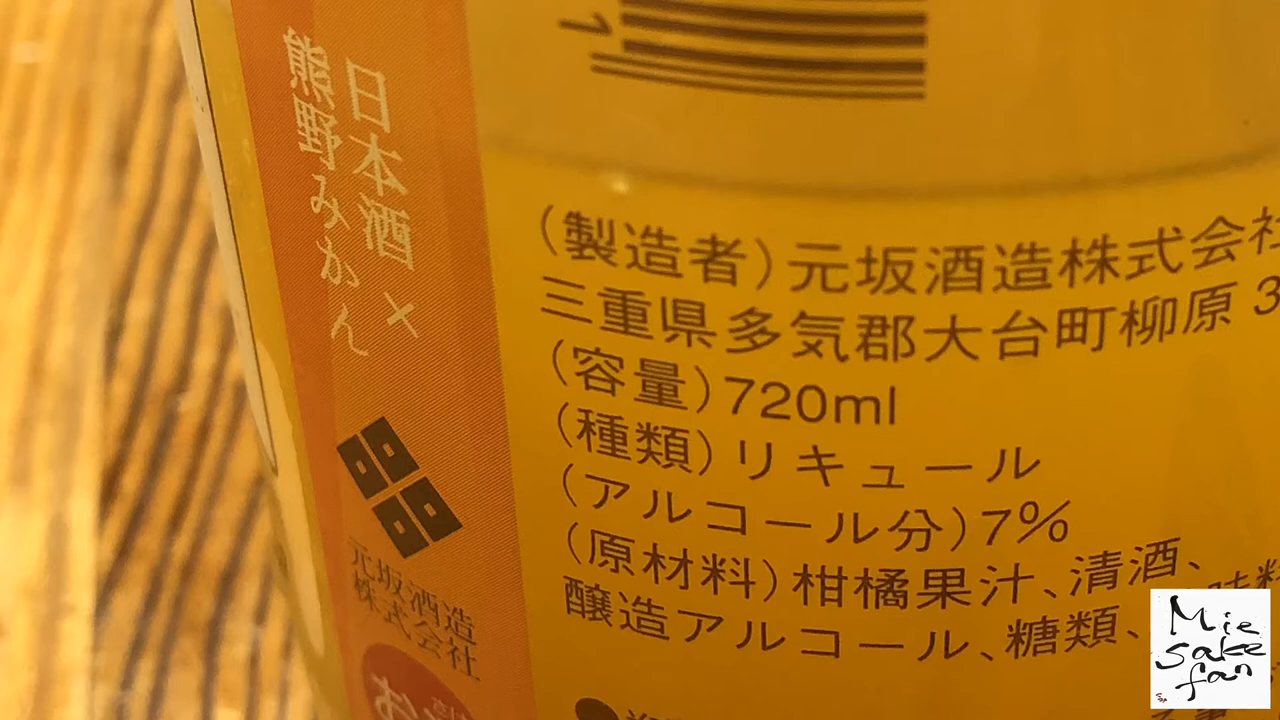 日本酒×
熊野みかん
元坂酒造
株式会社
1
(製造者)元坂酒造株式会社
三重県多気郡大台町柳原 3
(容量)720ml
(種類)リキュール
(アルコール分)7%
(原材料)柑橘果汁、清酒、
醸造アルコール、糖類、
Mie
sake
fan